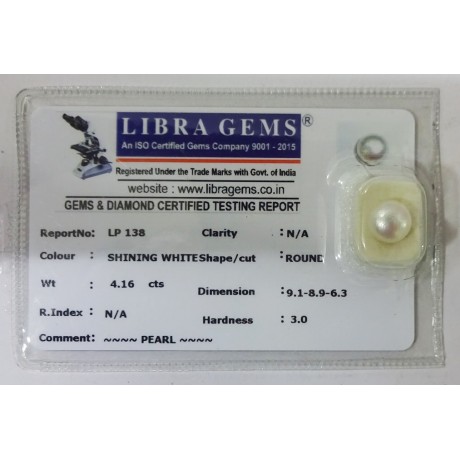 LIBRA GEMS®
An ISO Certified Gems Company 9001 - 2015
Registered Under the Trade Marks with Govt. of India
website : www.libragems.co.in
GEMS & DIAMOND CERTIFIED TESTING REPORT
ReportNo: LP 138 Clarity : N/A
Colour : SHINING WHITE Shape/cut : ROUND
Wt : 4.16 cts Dimension : 9.1-8.9-6.3
R.Index : N/A Hardness : 3.0
Comment: ~~~~ PEARL ~~~~